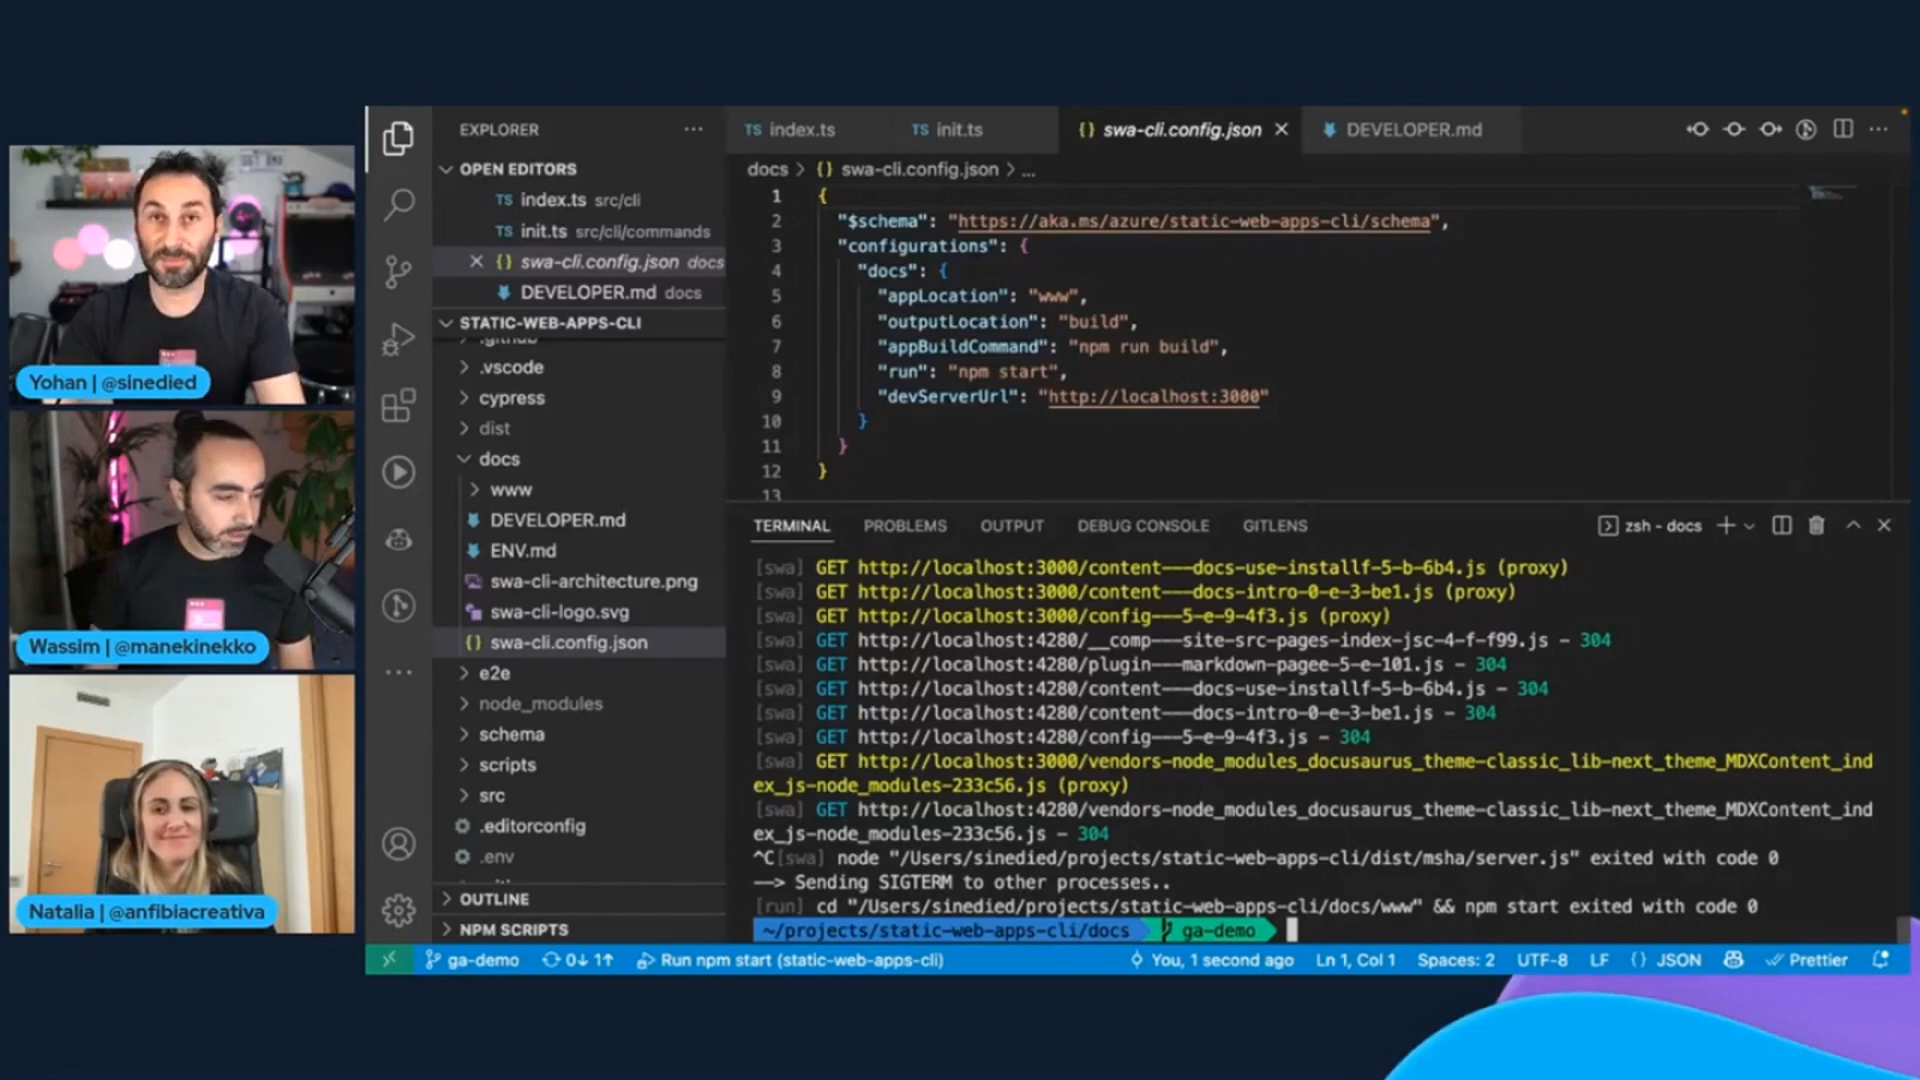 Yohan | @sinedied
Wassim | @manekinekko
Natalia | @anfibiacreativa
EXPLORER
OPEN EDITORS
TS index.ts src/cli
TS init.ts src/cli/commands
{} swa-cli.config.json docs
DEVELOPER.md docs
STATIC-WEB-APPS-CLI
.github
.vscode
cypress
dist
docs
www
DEVELOPER.md
ENV.md
swa-cli-architecture.png
swa-cli-logo.svg
{} swa-cli.config.json
e2e
node_modules
schema
scripts
src
.editorconfig
.env
OUTLINE
NPM SCRIPTS
TS index.ts TS init.ts {} swa-cli.config.json DEVELOPER.md
docs > {} swa-cli.config.json > ...
1 {
2 "$schema": "https://aka.ms/azure/static-web-apps-cli/schema",
3 "configurations": {
4 "docs": {
5 "appLocation": "www",
6 "outputLocation": "build",
7 "appBuildCommand": "npm run build",
8 "run": "npm start",
9 "devServerUrl": "http://localhost:3000"
10 }
11 }
12 }
13
TERMINAL PROBLEMS OUTPUT DEBUG CONSOLE GITLENS zsh - docs
[swa] GET http://localhost:3000/content---docs-use-installf-5-b-6b4.js (proxy)
[swa] GET http://localhost:3000/content---docs-intro-0-e-3-be1.js (proxy)
[swa] GET http://localhost:3000/config---5-e-9-4f3.js (proxy)
[swa] GET http://localhost:4280/__comp---site-src-pages-index-jsc-4-f-f99.js - 304
[swa] GET http://localhost:4280/plugin---markdown-pagee-5-e-101.js - 304
[swa] GET http://localhost:4280/content---docs-use-installf-5-b-6b4.js - 304
[swa] GET http://localhost:4280/content---docs-intro-0-e-3-be1.js - 304
[swa] GET http://localhost:4280/config---5-e-9-4f3.js - 304
[swa] GET http://localhost:3000/vendors-node_modules_docusaurus_theme-classic_lib-next_theme_MDXContent_ind
ex_js-node_modules-233c56.js (proxy)
[swa] GET http://localhost:4280/vendors-node_modules_docusaurus_theme-classic_lib-next_theme_MDXContent_ind
ex_js-node_modules-233c56.js - 304
^C[swa] node "/Users/sinedied/projects/static-web-apps-cli/dist/msha/server.js" exited with code 0
--> Sending SIGTERM to other processes..
[run] cd "/Users/sinedied/projects/static-web-apps-cli/docs/www" && npm start exited with code 0
~/projects/static-web-apps-cli/docs ga-demo
ga-demo 0↓ 1↑ Run npm start (static-web-apps-cli) You, 1 second ago Ln 1, Col 1 Spaces: 2 UTF-8 LF {} JSON Prettier